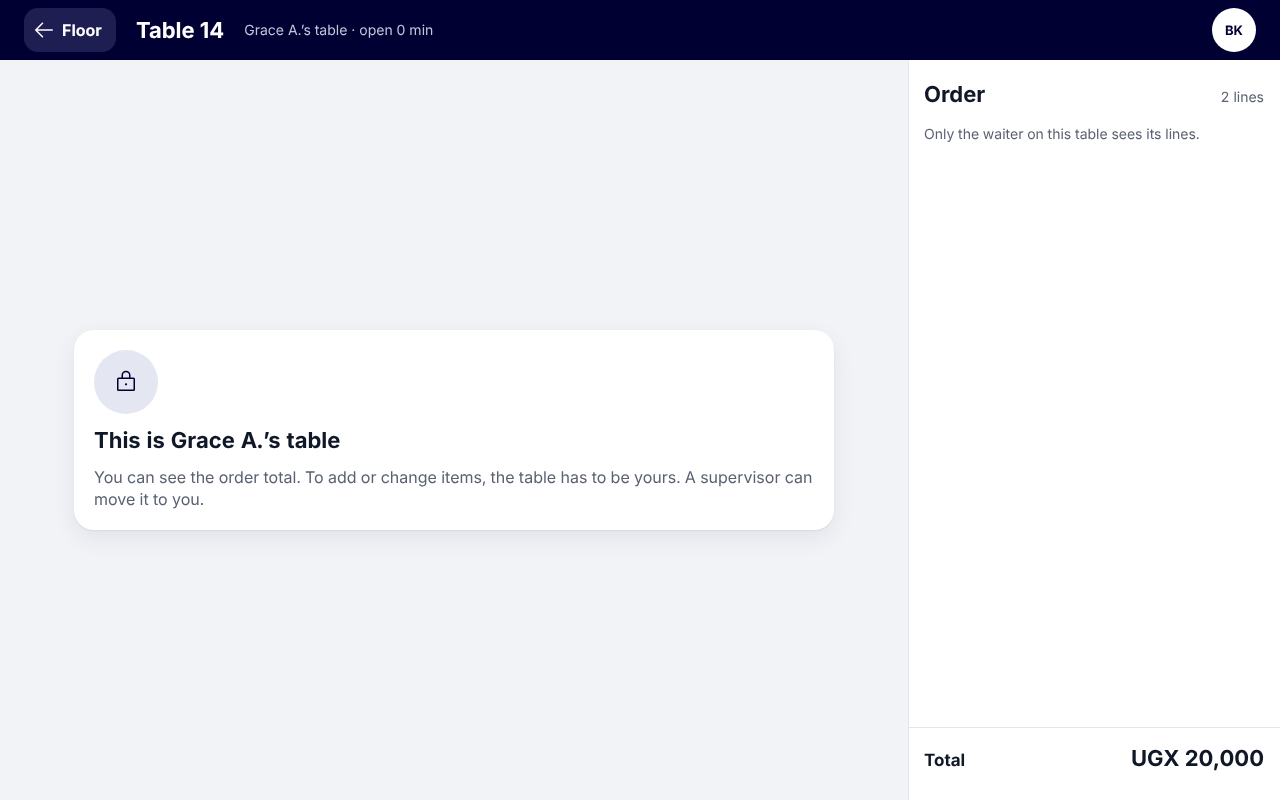 Floor
Table 14
Grace A.’s table · open 0 min
BK
This is Grace A.’s table
You can see the order total. To add or change items, the table has to be yours. A supervisor can
move it to you.
Order
2 lines
Only the waiter on this table sees its lines.
Total
UGX 20,000